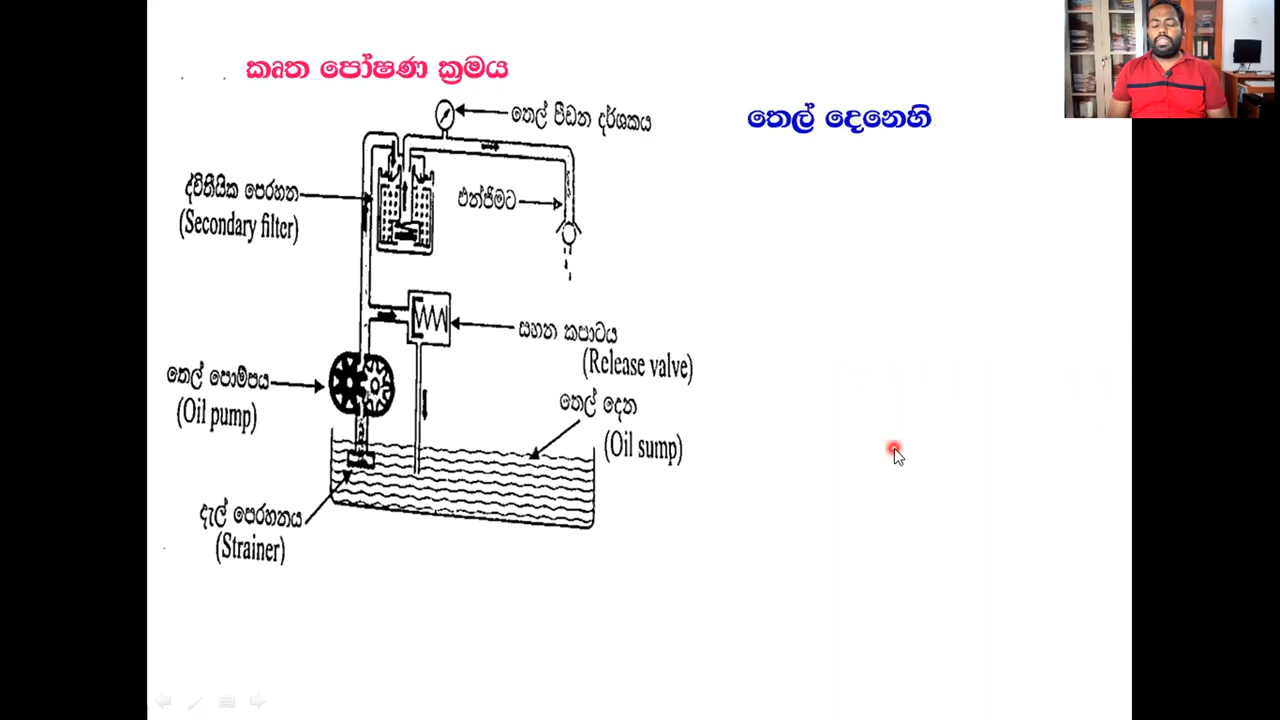 කෘත පෝෂණ ක්‍රමය
තෙල් පීඩන දර්ශකය
තෙල් දෙනෙහි
ද්විතීයික පෙරහන
(Secondary filter)
එන්ජිමට
සහන කපාටය
(Release valve)
තෙල් පොම්පය
(Oil pump)
තෙල් දෙන
(Oil sump)
දැල් පෙරහනය
(Strainer)